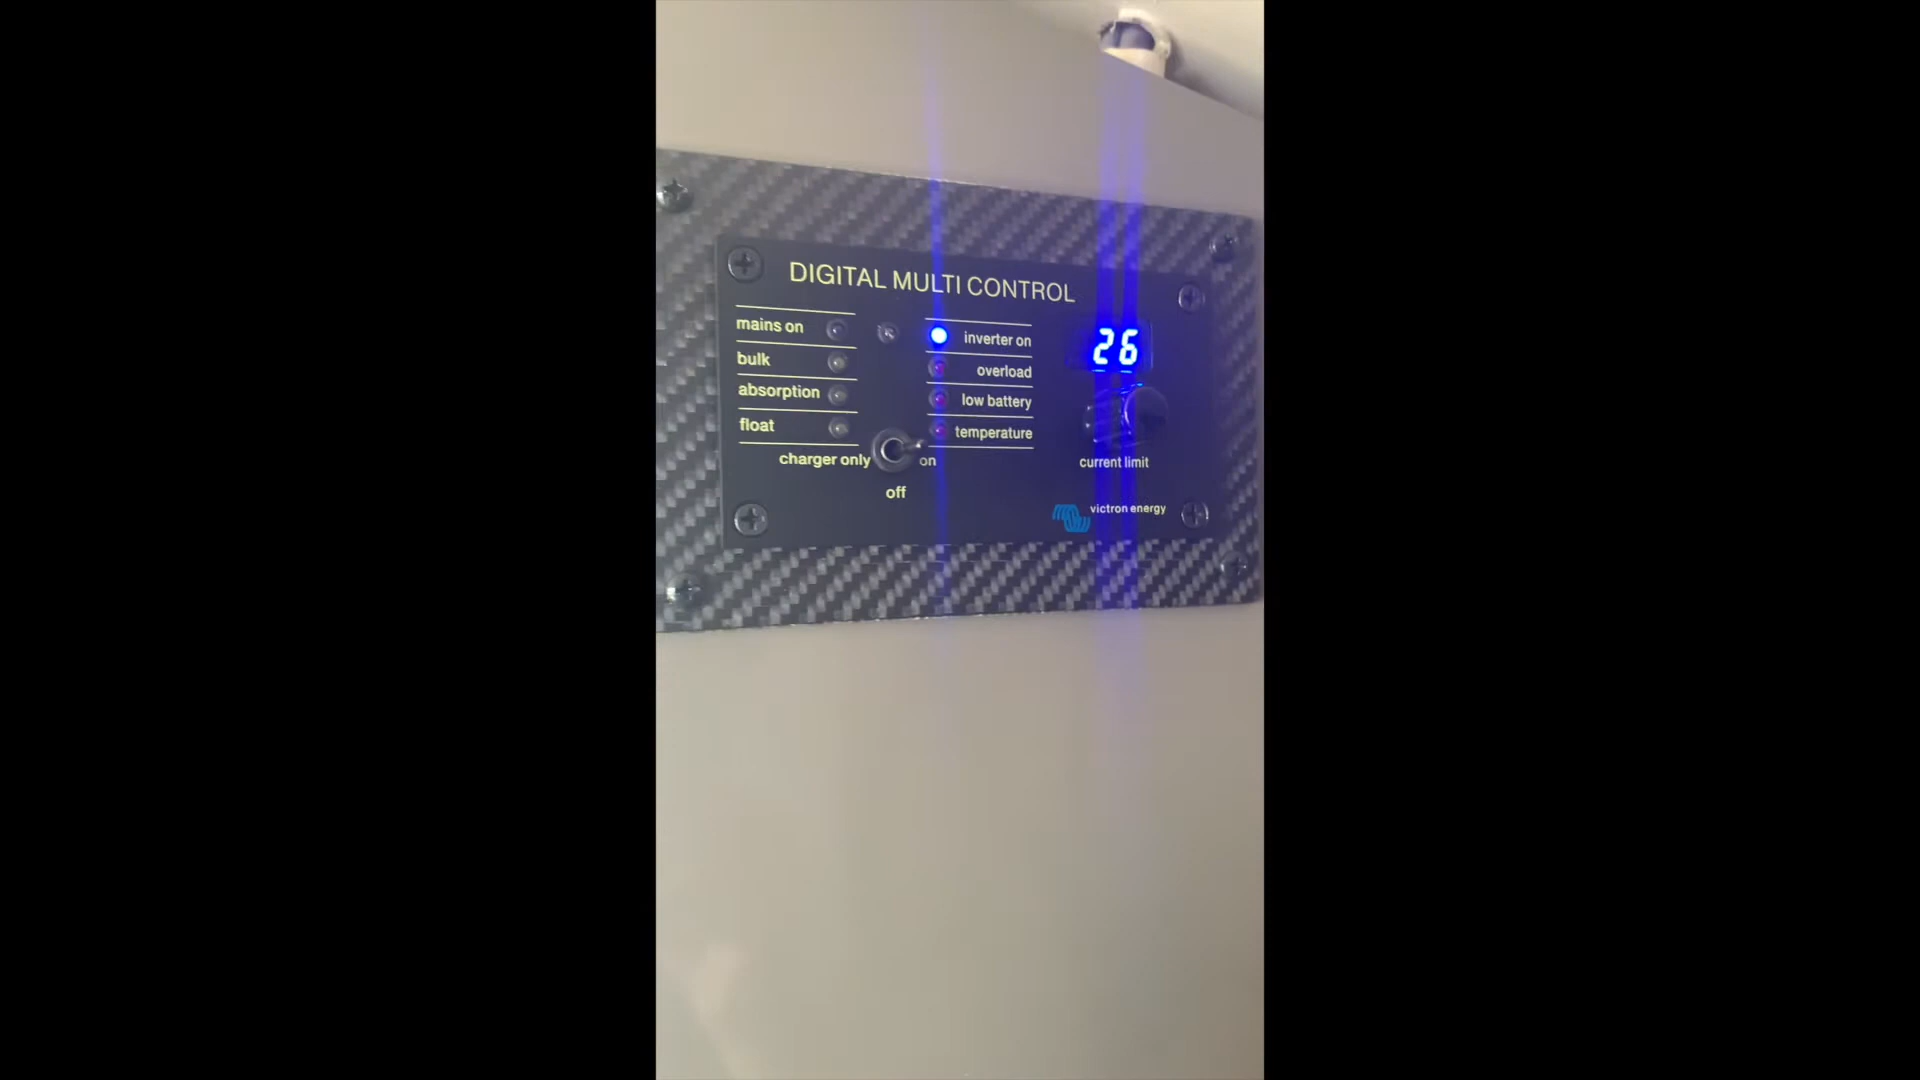 DIGITAL MULTI CONTROL
mains on
bulk
absorption
float
inverter on
overload
low battery
temperature
26
charger only
on
off
current limit
victron energy